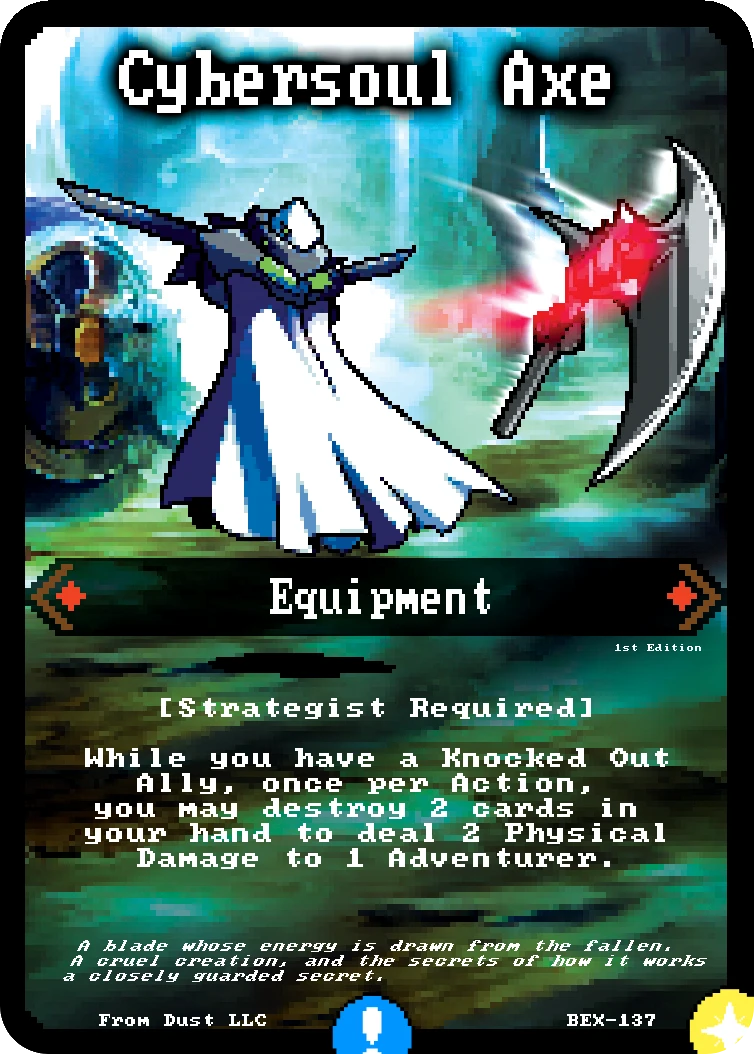 Cybersoul Axe
Equipment
1st Edition
[Strategist Required]
While you have a Knocked Out
Ally, once per Action,
you may destroy 2 cards in
your hand to deal 2 Physical
Damage to 1 Adventurer.
A blade whose energy is drawn from the fallen.
A cruel creation, and the secrets of how it works
a closely guarded secret.
From Dust LLC
BEX-137
!